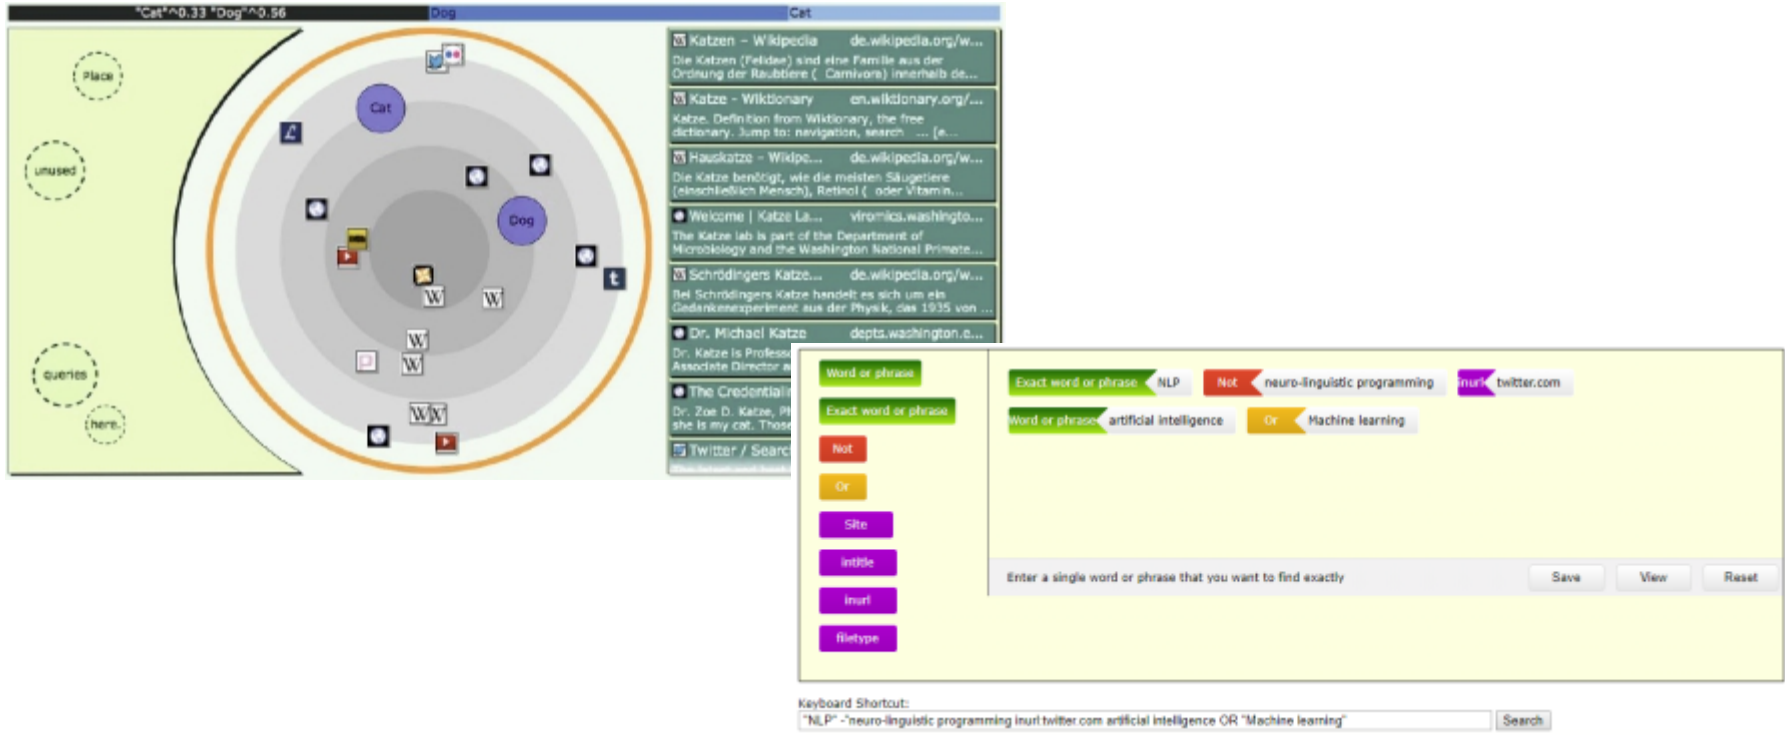 "Cat"^0.33 "Dog"^0.56
Dog
Cat
Place
unused
queries
here.
Cat
Dog
Katzen – Wikipedia de.wikipedia.org/w...
Die Katzen (Felidae) sind eine Familie aus der
Ordnung der Raubtiere ( Carnivora) innerhalb de...
Katze - Wiktionary en.wiktionary.org/...
Katze. Definition from Wiktionary, the free
dictionary. Jump to: navigation, search ... [e...
Hauskatze – Wikipe... de.wikipedia.org/w...
Die Katze benötigt, wie die meisten Säugetiere
(einschließlich Mensch), Retinol ( oder Vitamin...
Welcome | Katze La... viromics.washingto...
The Katze lab is part of the Department of
Microbiology and the Washington National Primate...
Schrödingers Katze... de.wikipedia.org/w...
Bei Schrödingers Katze handelt es sich um ein
Gedankenexperiment aus der Physik, das 1935 von ...
Dr. Michael Katze depts.washington.e...
Dr. Katze is Profess
Associate Director a
The Credentiali
Dr. Zoe D. Katze, Ph
she is my cat. Those
Twitter / Searc
Word or phrase
Exact word or phrase
Not
Or
Site
intitle
inurl
filetype
Exact word or phrase NLP Not neuro-linguistic programming inurl twitter.com
Word or phrase artificial intelligence Or Machine learning
Enter a single word or phrase that you want to find exactly Save View Reset
Keyboard Shortcut:
"NLP" -"neuro-linguistic programming inurl:twitter.com artificial intelligence OR "Machine learning" Search